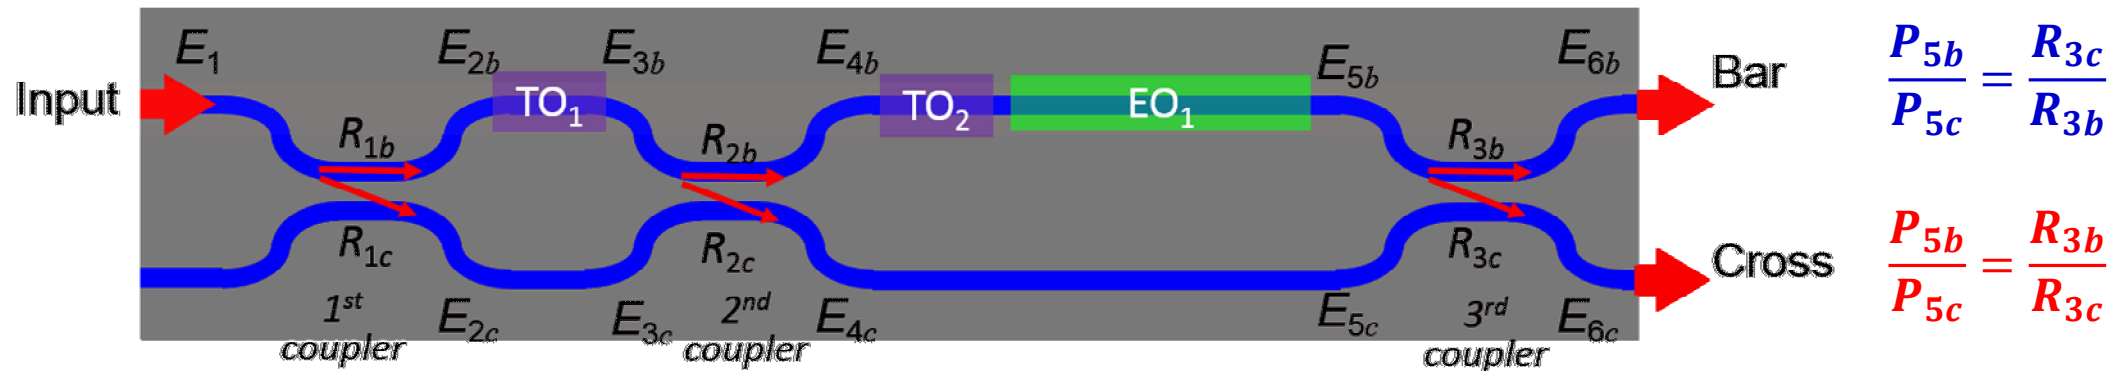 E1 E2b E3b E4b E5b E6b
Input TO1 TO2 EO1 Bar
P5b/P5c = R3c/R3b
R1b R2b R3b
R1c R2c R3c Cross
P5b/P5c = R3b/R3c
1st coupler E2c E3c 2nd coupler E4c E5c 3rd coupler E6c